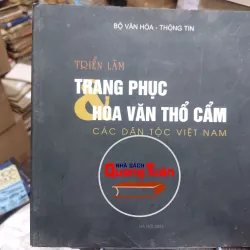 BỘ VĂN HÓA - THÔNG TIN
TRIỂN LÃM
TRANG PHỤC
& HOA VĂN THỔ CẨM
CÁC DÂN TỘC VIỆT NAM
NHÀ SÁCH
Quang Tuấn